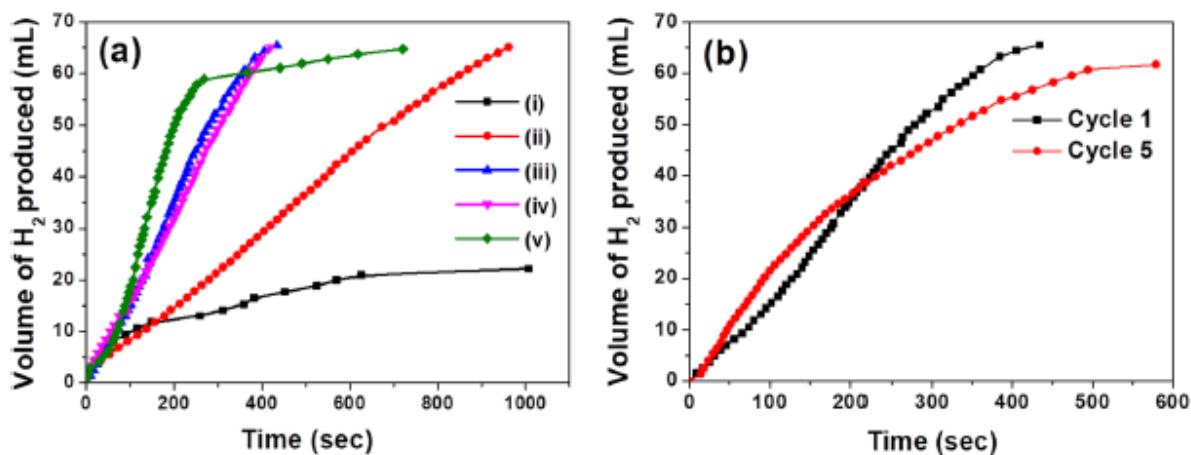 (a)
Volume of H2 produced (mL)
70
60
50
40
30
20
10
0
0 200 400 600 800 1000
Time (sec)
(i)
(ii)
(iii)
(iv)
(v)
(b)
Volume of H2 produced (mL)
70
60
50
40
30
20
10
0
0 100 200 300 400 500 600
Time (sec)
Cycle 1
Cycle 5